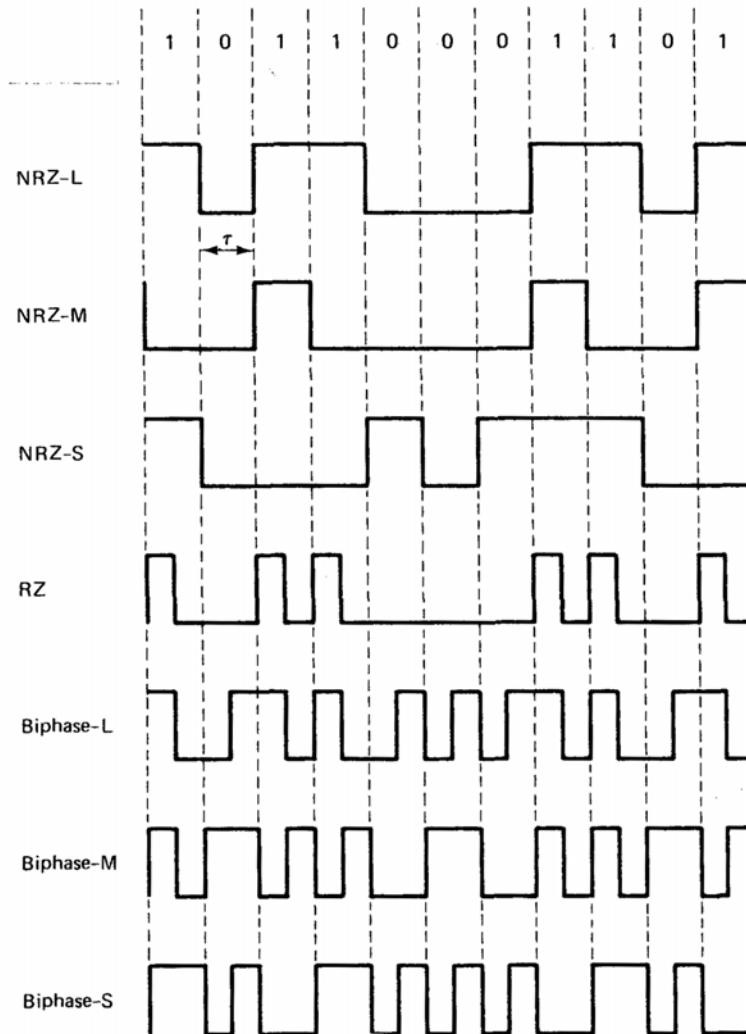 1 0 1 1 0 0 0 1 1 0 1
NRZ-L
τ
NRZ-M
NRZ-S
RZ
Biphase-L
Biphase-M
Biphase-S